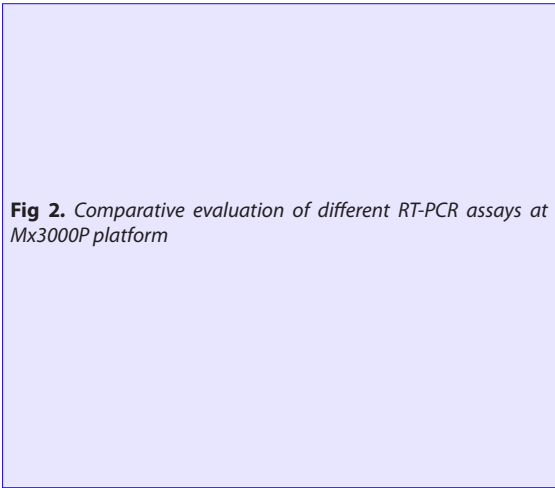 Fig 2. Comparative evaluation of different RT-PCR assays at
Mx3000P platform